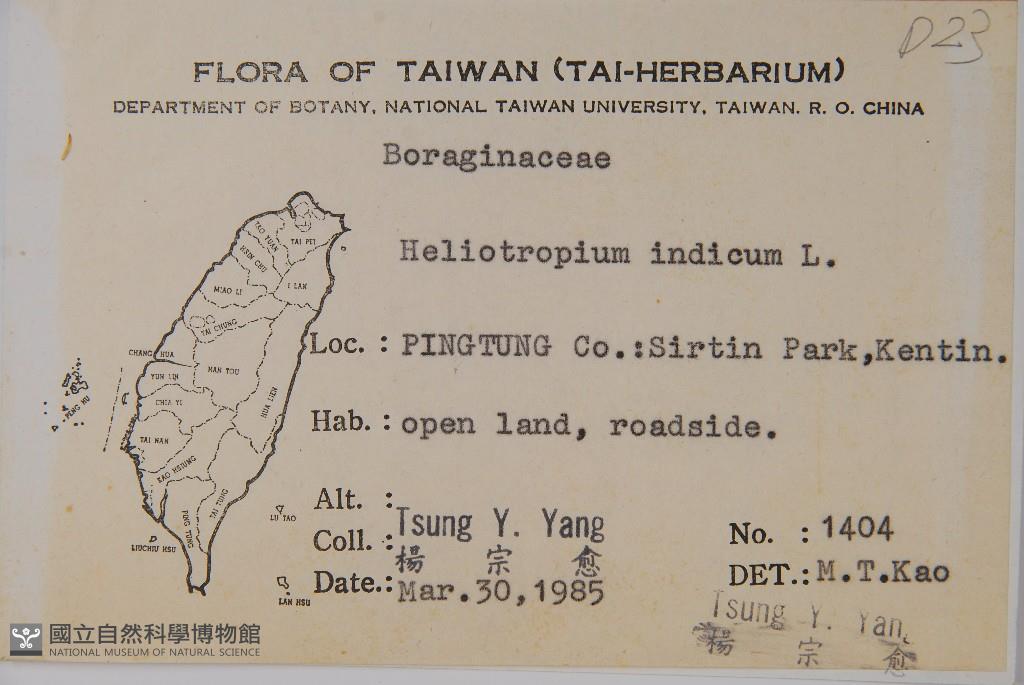 D23
FLORA OF TAIWAN (TAI-HERBARIUM)
DEPARTMENT OF BOTANY, NATIONAL TAIWAN UNIVERSITY, TAIWAN. R. O. CHINA
Boraginaceae
Heliotropium indicum L.
Loc. : PINGTUNG Co.:Sirtin Park,Kentin.
Hab. : open land, roadside.
Alt. :
Coll. : Tsung Y. Yang
楊 宗 愈
No. : 1404
Date.: Mar.30,1985
DET.: M.T.Kao
Tsung Y. Yan
楊 宗 愈
TAI PEI
TAO YUAN
HSIN CHU
I LAN
MIAO LI
TAI CHUNG
CHANG HUA
NAN TOU
YUN LIN
HUA LIEN
CHIA YI
PENG HU
TAI NAN
KAO HSIUNG
TAI TUNG
PING TUNG
LU TAO
LIUCHIU HSU
LAN HSU
國立自然科學博物館
NATIONAL MUSEUM OF NATURAL SCIENCE